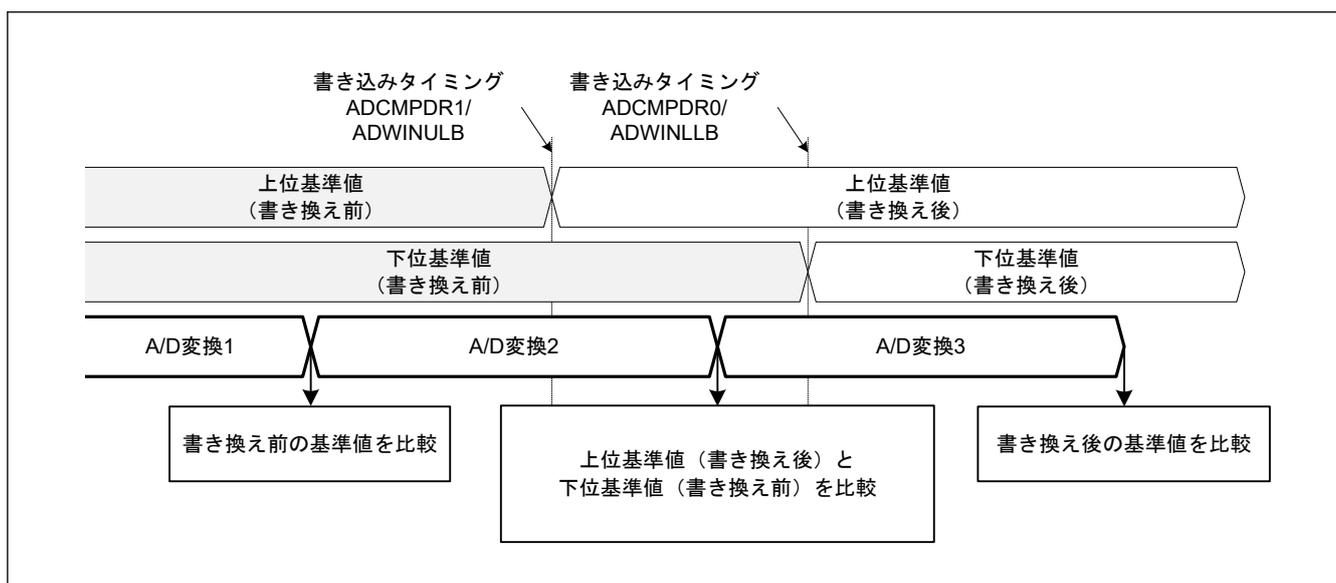 書き込みタイミング
ADCMPDR1/
ADWINULB
書き込みタイミング
ADCMPDR0/
ADWINLLB
上位基準値
（書き換え前）
上位基準値
（書き換え後）
下位基準値
（書き換え前）
下位基準値
（書き換え後）
A/D変換1
A/D変換2
A/D変換3
書き換え前の基準値を比較
上位基準値（書き換え後）と
下位基準値（書き換え前）を比較
書き換え後の基準値を比較